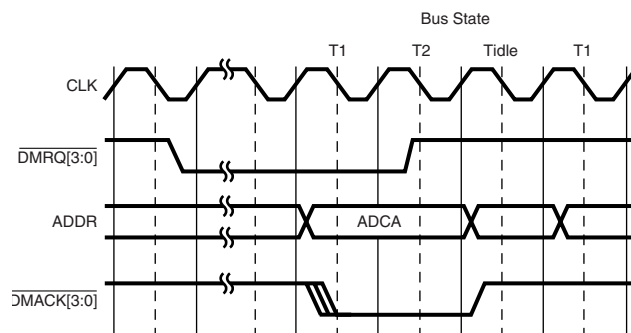 Bus State
T1 T2 Tidle T1
CLK
DMRQ[3:0]
ADDR
ADCA
DMACK[3:0]